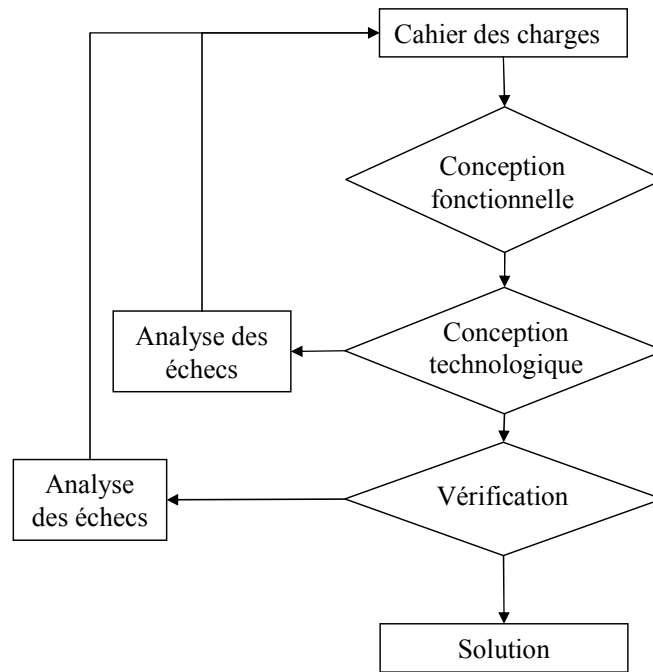 Cahier des charges
Conception
fonctionnelle
Analyse des
échecs
Conception
technologique
Analyse
des échecs
Vérification
Solution